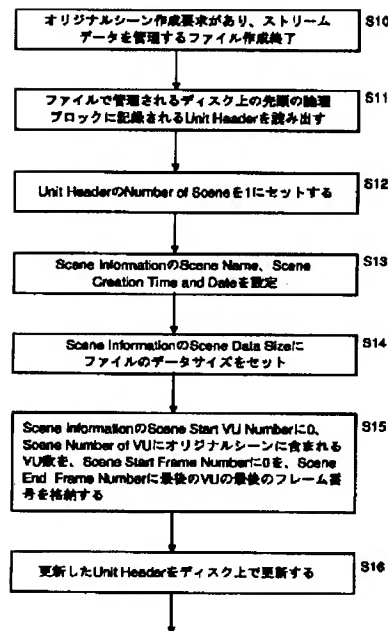 オリジナルシーン作成要求があり、ストリーム
データを管理するファイル作成終了
S10
ファイルで管理されるディスク上の先頭の論理
ブロックに記録されるUnit Headerを読み出す
S11
Unit HeaderのNumber of Sceneを1にセットする
S12
Scene InformationのScene Name、Scene
Creation Time and Dateを設定
S13
Scene InformationのScene Data Sizeに
ファイルのデータサイズをセット
S14
Scene InformationのScene Start VU Numberに0、
Scene Number of VUにオリジナルシーンに含まれる
VU数を、Scene Start Frame Numberに0を、Scene
End Frame Numberに最後のVUの最後のフレーム番
号を格納する
S15
更新したUnit Headerをディスク上で更新する
S16